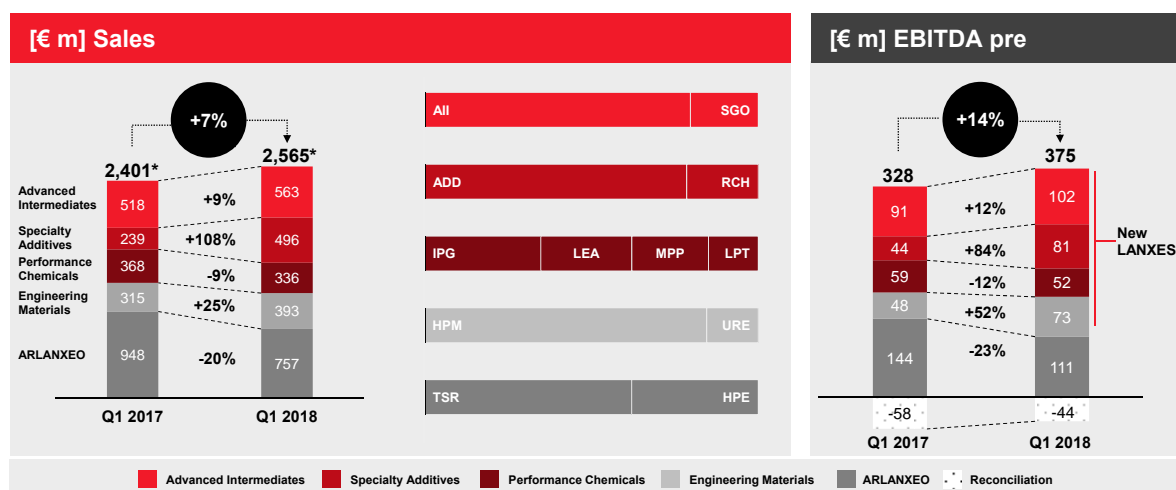 [€ m] Sales
+7%
2,401*
2,565*
Advanced
Intermediates
518
+9%
563
Specialty
Additives
239
+108%
496
Performance
Chemicals
368
-9%
336
Engineering
Materials
315
+25%
393
ARLANXEO
948
-20%
757
Q1 2017
Q1 2018
AII
SGO
ADD
RCH
IPG
LEA
MPP
LPT
HPM
URE
TSR
HPE
[€ m] EBITDA pre
+14%
328
375
91
+12%
102
44
+84%
81
59
-12%
52
48
+52%
73
144
-23%
111
-58
-44
Q1 2017
Q1 2018
New
LANXESS
Advanced Intermediates
Specialty Additives
Performance Chemicals
Engineering Materials
ARLANXEO
Reconciliation